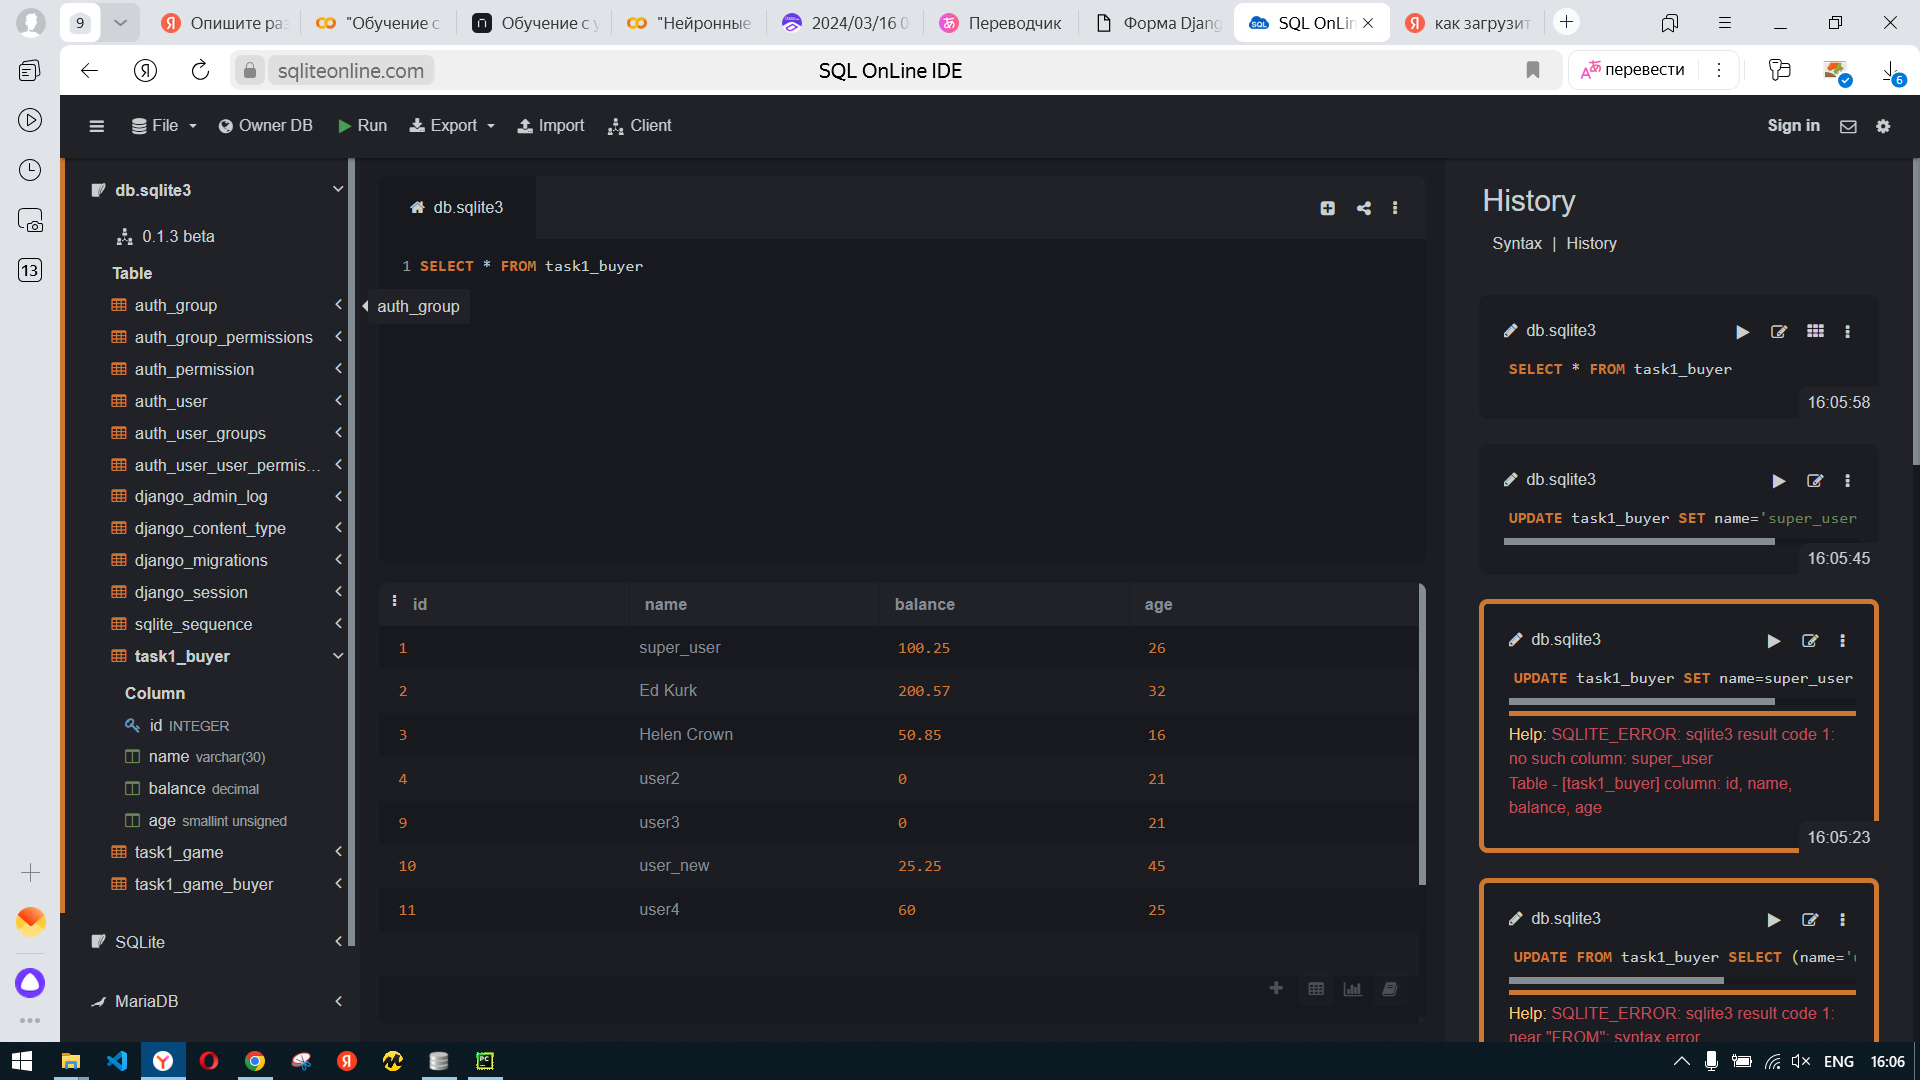 9
Опишите раз
"Обучение с
Обучение с у
"Нейронные
2024/03/16 0
Переводчик
Форма Djang
SQL OnLin
как загрузит
sqliteonline.com
SQL OnLine IDE
перевести
6
13
File
Owner DB
Run
Export
Import
Client
Sign in
db.sqlite3
0.1.3 beta
Table
auth_group
auth_group_permissions
auth_permission
auth_user
auth_user_groups
auth_user_user_permis...
django_admin_log
django_content_type
django_migrations
django_session
sqlite_sequence
task1_buyer
Column
id INTEGER
name varchar(30)
balance decimal
age smallint unsigned
task1_game
task1_game_buyer
SQLite
MariaDB
db.sqlite3
1 SELECT * FROM task1_buyer
auth_group
id name balance age
1 super_user 100.25 26
2 Ed Kurk 200.57 32
3 Helen Crown 50.85 16
4 user2 0 21
9 user3 0 21
10 user_new 25.25 45
11 user4 60 25
History
Syntax | History
db.sqlite3
SELECT * FROM task1_buyer
16:05:58
db.sqlite3
UPDATE task1_buyer SET name='super_user
16:05:45
db.sqlite3
UPDATE task1_buyer SET name=super_user
Help: SQLITE_ERROR: sqlite3 result code 1:
no such column: super_user
Table - [task1_buyer] column: id, name,
balance, age
16:05:23
db.sqlite3
UPDATE FROM task1_buyer SELECT (name='u
Help: SQLITE_ERROR: sqlite3 result code 1:
near "FROM": syntax error
ENG
16:06